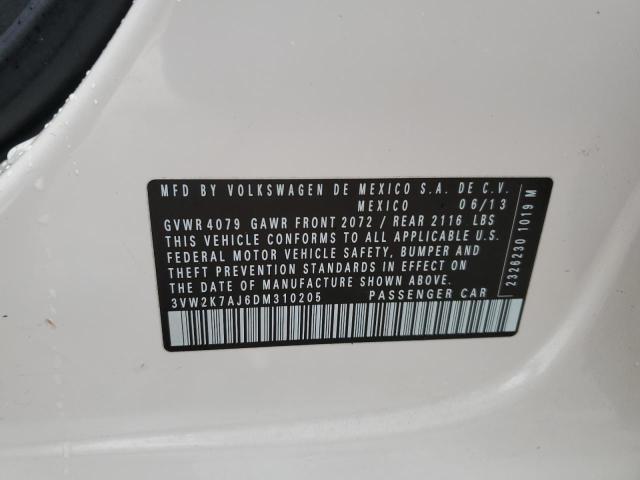 MFD BY VOLKSWAGEN DE MEXICO S.A. DE C.V.
MEXICO 06/13
GVWR 4079 GAWR FRONT 2072 / REAR 2116 LBS
THIS VEHICLE CONFORMS TO ALL APPLICABLE U.S.
FEDERAL MOTOR VEHICLE SAFETY, BUMPER AND
THEFT PREVENTION STANDARDS IN EFFECT ON THE
DATE OF MANUFACTURE SHOWN ABOVE.
3VW2K7AJ6DM310205 PASSENGER CAR
2326230 1019 M